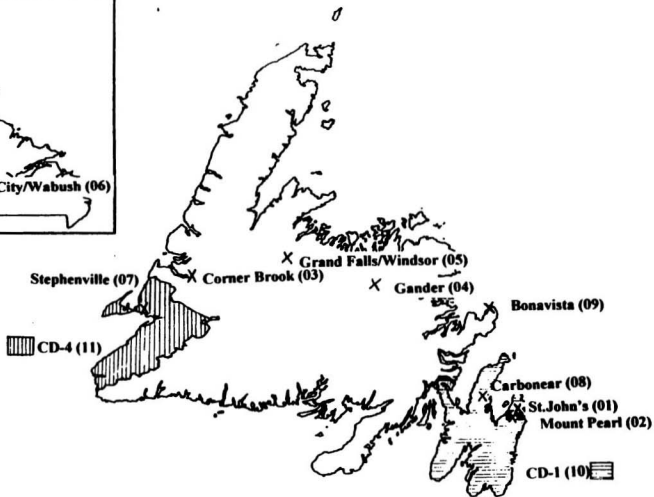 City/Wabush (06)
Grand Falls/Windsor (05)
Stephenville (07)
Corner Brook (03)
Gander (04)
Bonavista (09)
CD-4 (11)
Carbonear (08)
St.John's (01)
Mount Pearl (02)
CD-1 (10)